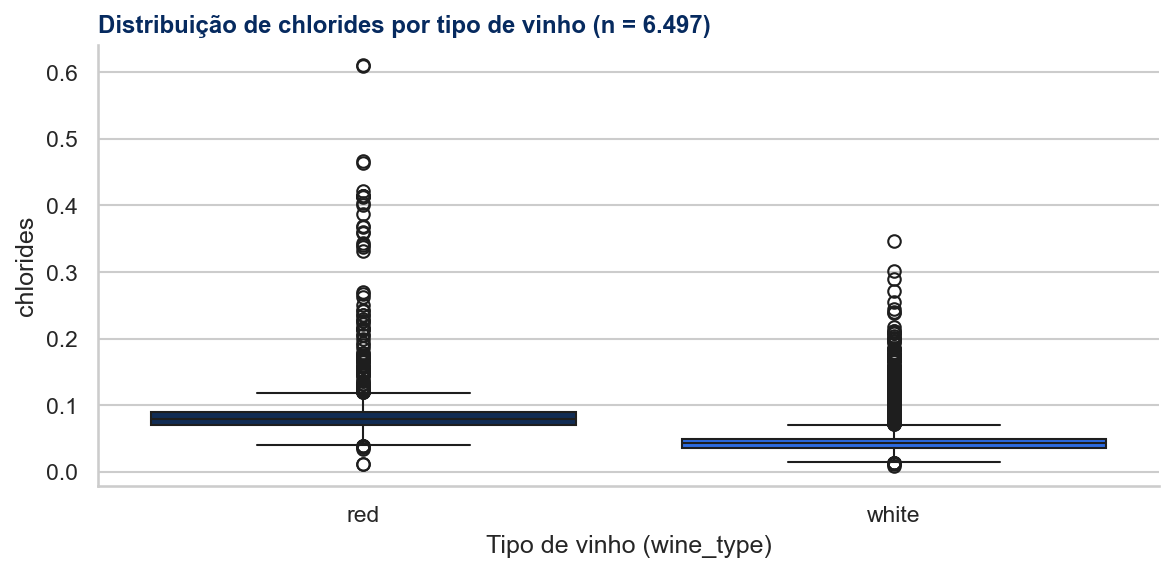 Distribuição de chlorides por tipo de vinho (n = 6.497)
0.6
0.5
0.4
0.3
0.2
0.1
0.0
chlorides
red
white
Tipo de vinho (wine_type)